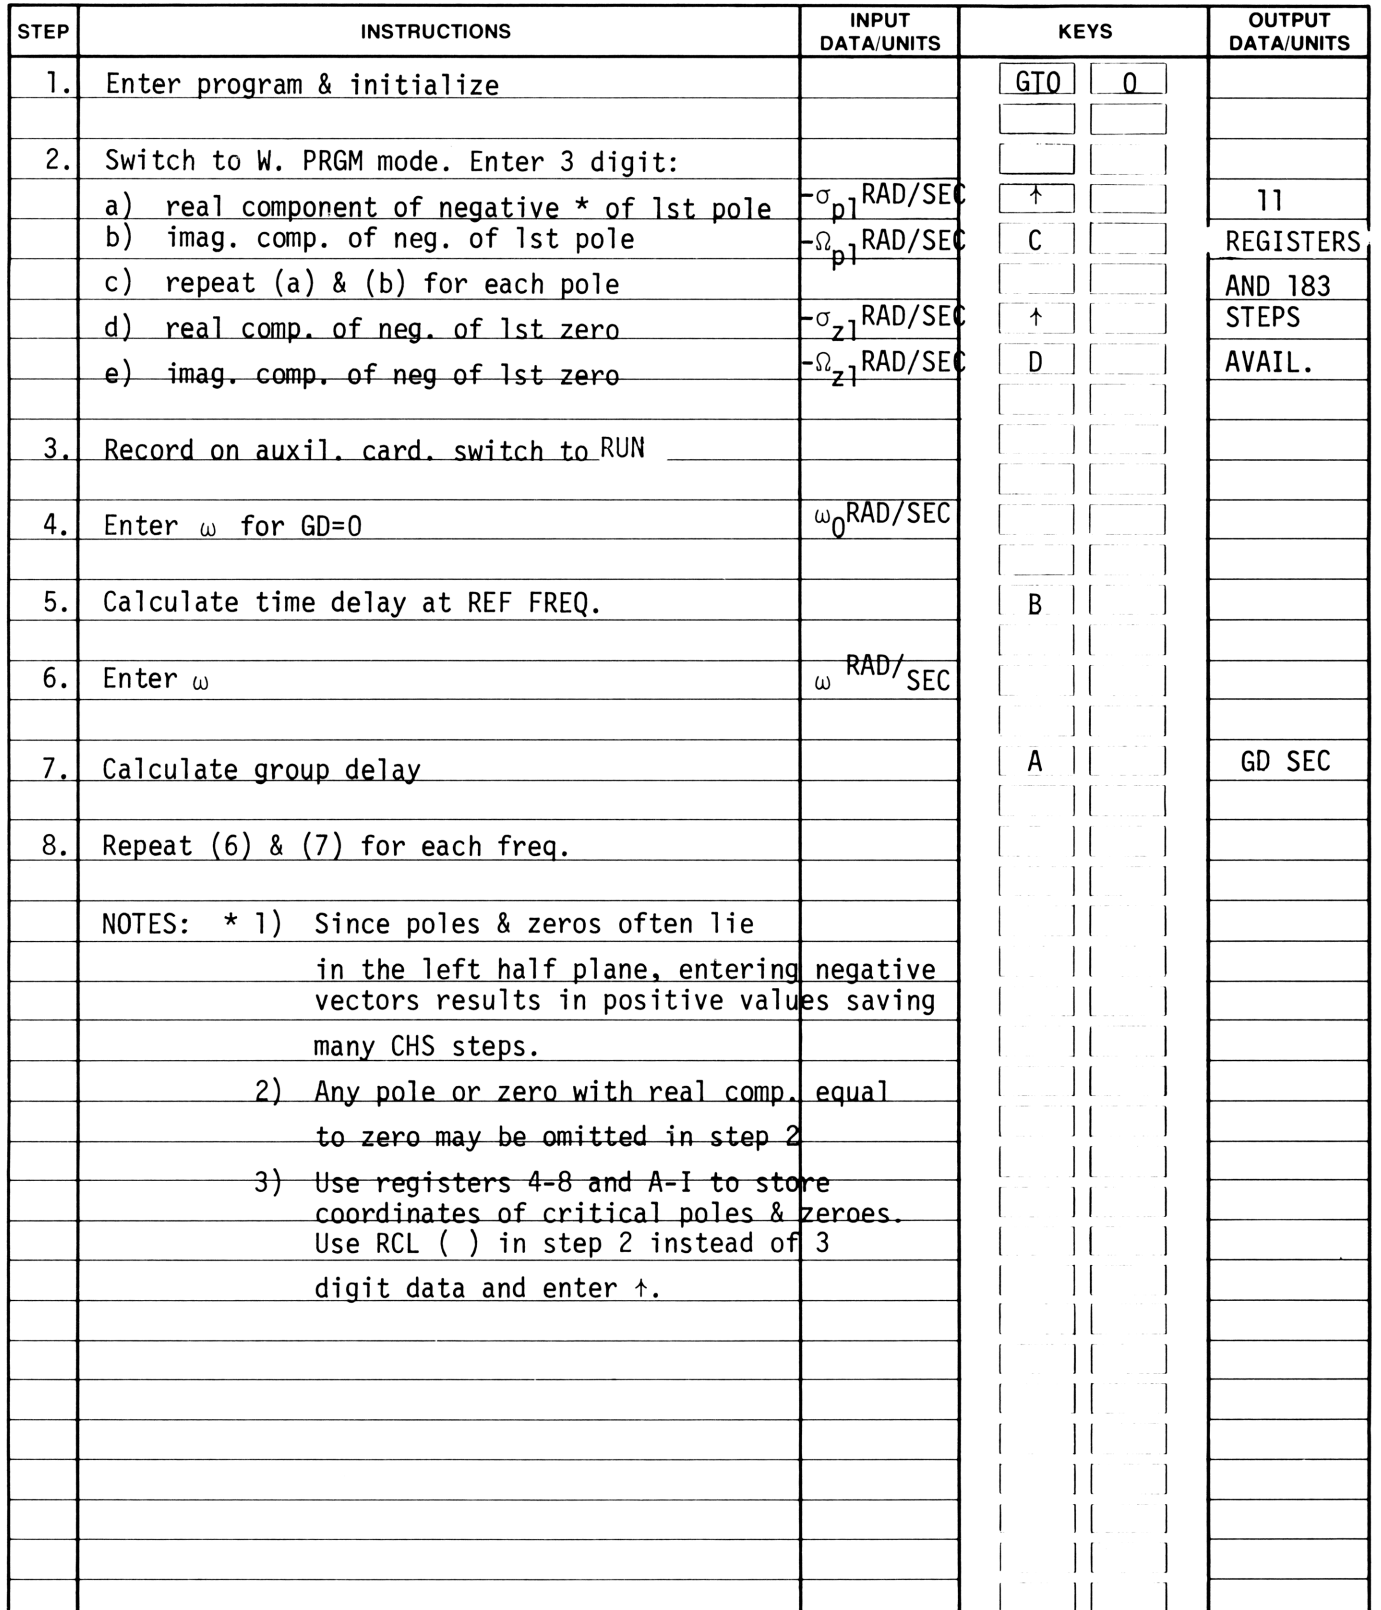 STEP INSTRUCTIONS INPUT DATA/UNITS KEYS OUTPUT DATA/UNITS
1. Enter program & initialize GTO 0
2. Switch to W. PRGM mode. Enter 3 digit:
a) real component of negative * of 1st pole -σp1 RAD/SEC ↑ 11
b) imag. comp. of neg. of 1st pole -Ωp1 RAD/SEC C REGISTERS
c) repeat (a) & (b) for each pole AND 183
d) real comp. of neg. of 1st zero -σz1 RAD/SEC ↑ STEPS
e) imag. comp. of neg of 1st zero -Ωz1 RAD/SEC D AVAIL.
3. Record on auxil. card. switch to RUN
4. Enter ω for GD=0 ω0 RAD/SEC
5. Calculate time delay at REF FREQ. B
6. Enter ω ω RAD/SEC
7. Calculate group delay A GD SEC
8. Repeat (6) & (7) for each freq.
NOTES: * 1) Since poles & zeros often lie
in the left half plane, entering negative
vectors results in positive values saving
many CHS steps.
2) Any pole or zero with real comp. equal
to zero may be omitted in step 2
3) Use registers 4-8 and A-I to store
coordinates of critical poles & zeroes.
Use RCL ( ) in step 2 instead of 3
digit data and enter ↑.